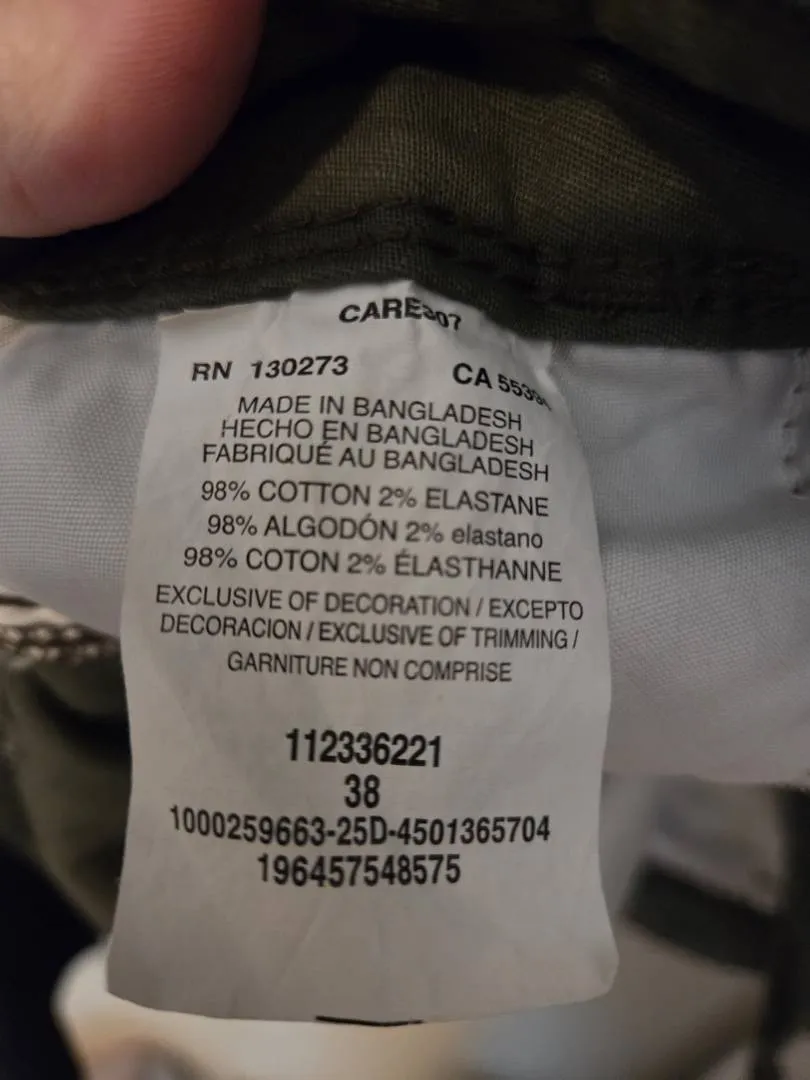 CARE307
RN 130273 CA
MADE IN BANGLADESH
HECHO EN BANGLADESH
FABRIQUÉ AU BANGLADESH
98% COTTON 2% ELASTANE
98% ALGODÓN 2% elastano
98% COTON 2% ÉLASTHANNE
EXCLUSIVE OF DECORATION / EXCEPTO
DECORACION / EXCLUSIVE OF TRIMMING /
GARNITURE NON COMPRISE
112336221
38
1000259663-25D-4501365704
196457548575